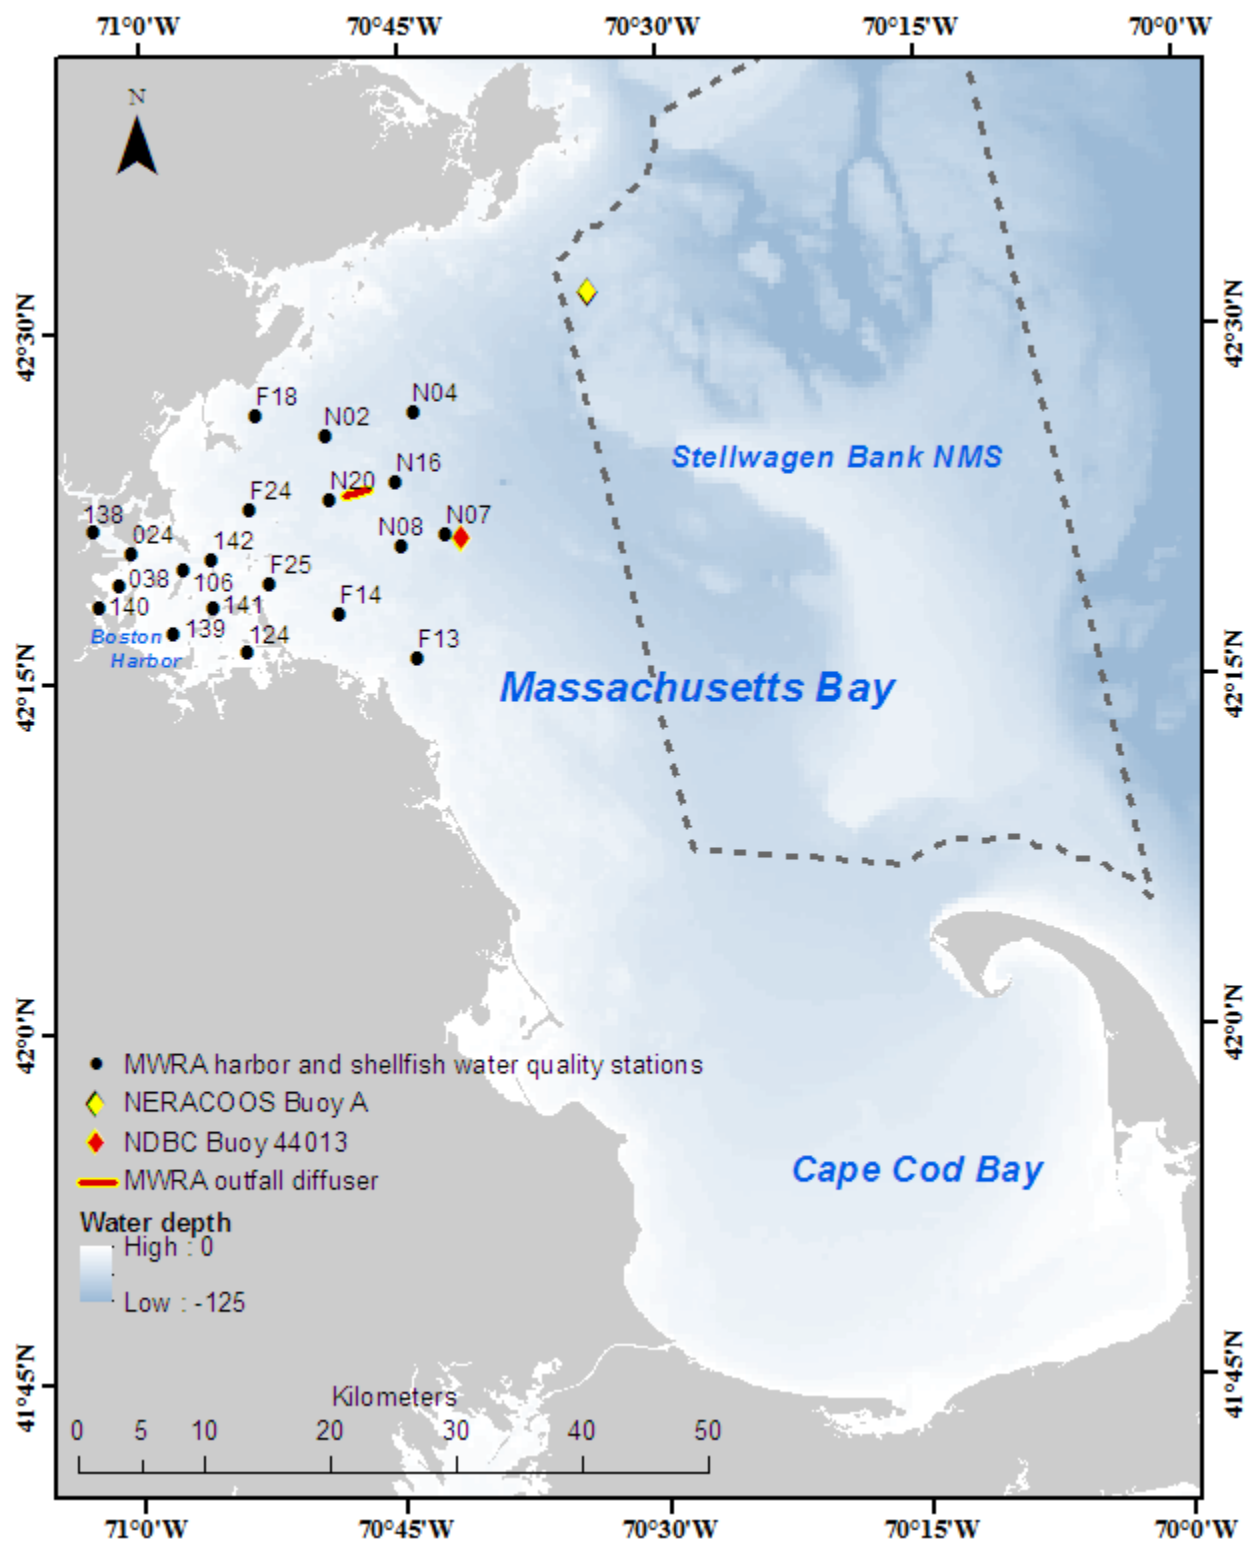 71°0'W 70°45'W 70°30'W 70°15'W 70°0'W
N
42°30'N 42°30'N
F18 N04
N02
Stellwagen Bank NMS
N16
N20
F24
138 N07
024 142 N08
F25
038 106
140 141 F14
139 124
Boston
Harbor
F13
42°15'N 42°15'N
Massachusetts Bay
42°0'N 42°0'N
MWRA harbor and shellfish water quality stations
NERACOOS Buoy A
NDBC Buoy 44013
Cape Cod Bay
MWRA outfall diffuser
Water depth
High : 0
Low : -125
41°45'N 41°45'N
Kilometers
0 5 10 20 30 40 50
71°0'W 70°45'W 70°30'W 70°15'W 70°0'W